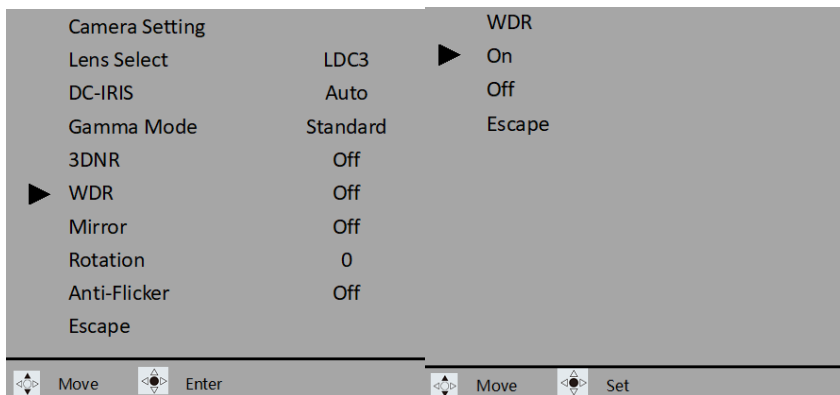 Camera Setting
Lens Select LDC3
DC-IRIS Auto
Gamma Mode Standard
3DNR Off
WDR Off
Mirror Off
Rotation 0
Anti-Flicker Off
Escape
Move Enter
WDR
On
Off
Escape
Move Set